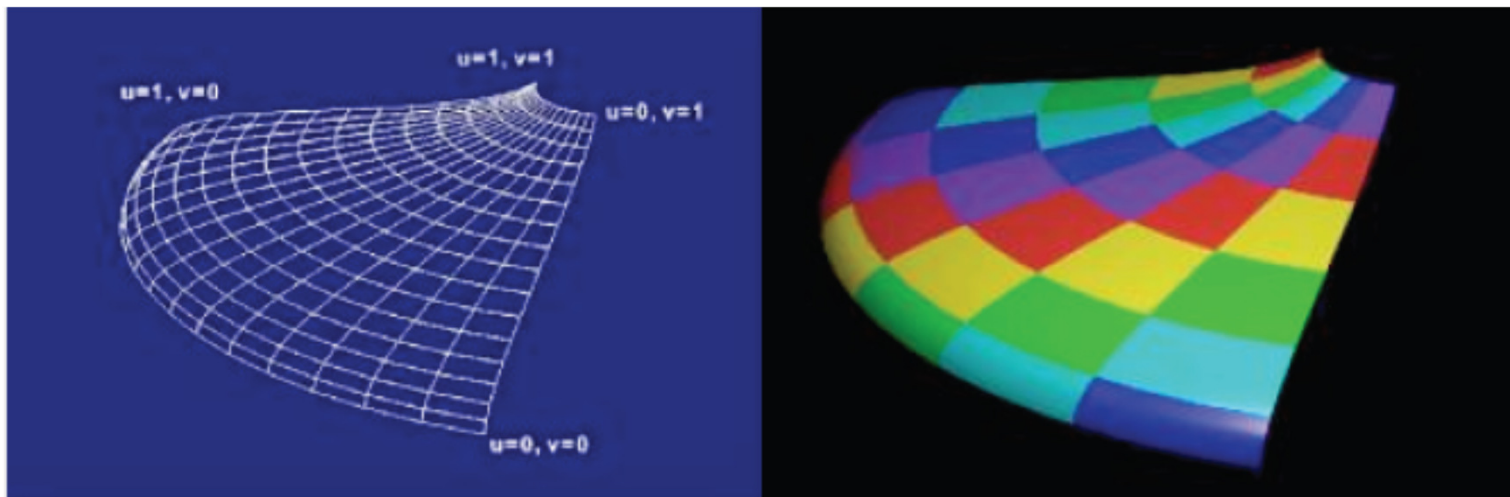 u=1, v=1
u=1, v=0
u=0, v=1
u=0, v=0